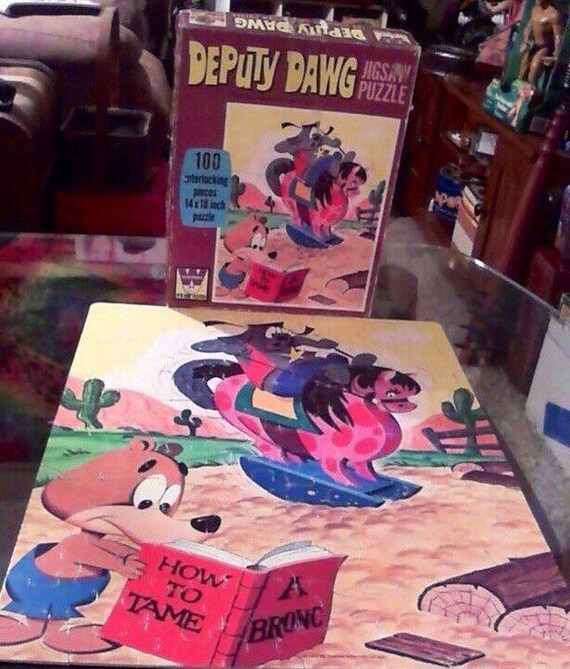 DEPUTY DAWG
DEPUTY DAWG
JIGSAW
PUZZLE
100
interlocking
pieces
14 x 18 inch
puzzle
HOW
TO
TAME
A
BRONC